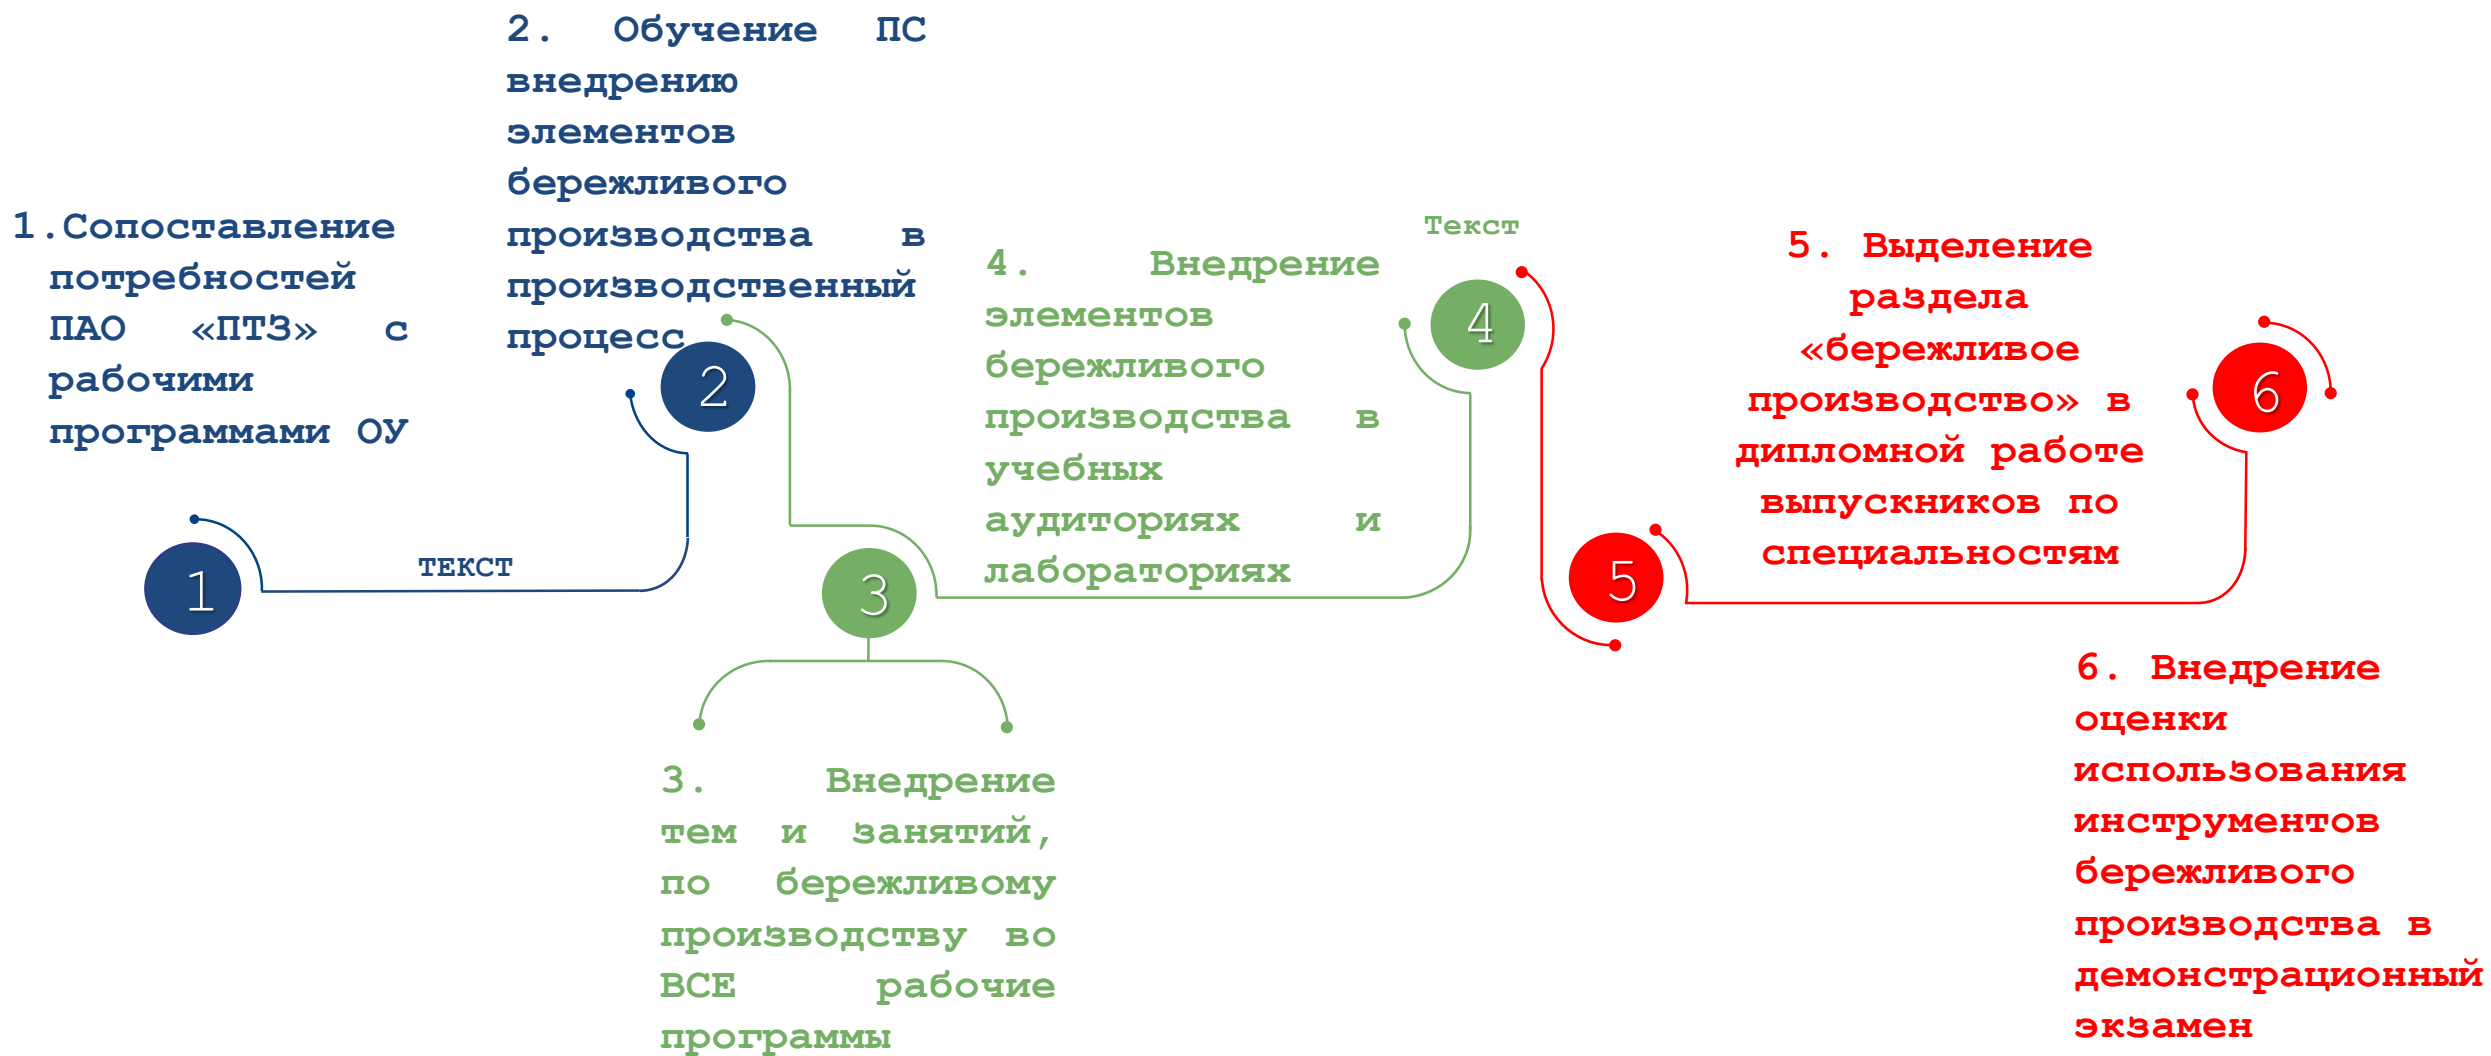 1.Сопоставление
потребностей
ПАО «ПТЗ» с
рабочими
программами ОУ
1
ТЕКСТ
2. Обучение ПС
внедрению
элементов
бережливого
производства в
производственный
процесс
2
3
3. Внедрение
тем и занятий,
по бережливому
производству во
ВСЕ рабочие
программы
4. Внедрение
элементов
бережливого
производства в
учебных
аудиториях и
лабораториях
Текст
4
5. Выделение
раздела
«бережливое
производство» в
дипломной работе
выпускников по
специальностям
5
6
6. Внедрение
оценки
использования
инструментов
бережливого
производства в
демонстрационный
экзамен